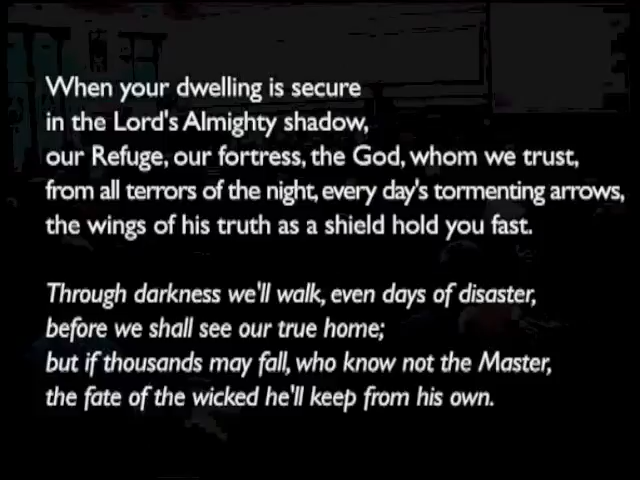 When your dwelling is secure
in the Lord's Almighty shadow,
our Refuge, our fortress, the God, whom we trust,
from all terrors of the night, every day's tormenting arrows,
the wings of his truth as a shield hold you fast.
Through darkness we'll walk, even days of disaster,
before we shall see our true home;
but if thousands may fall, who know not the Master,
the fate of the wicked he'll keep from his own.